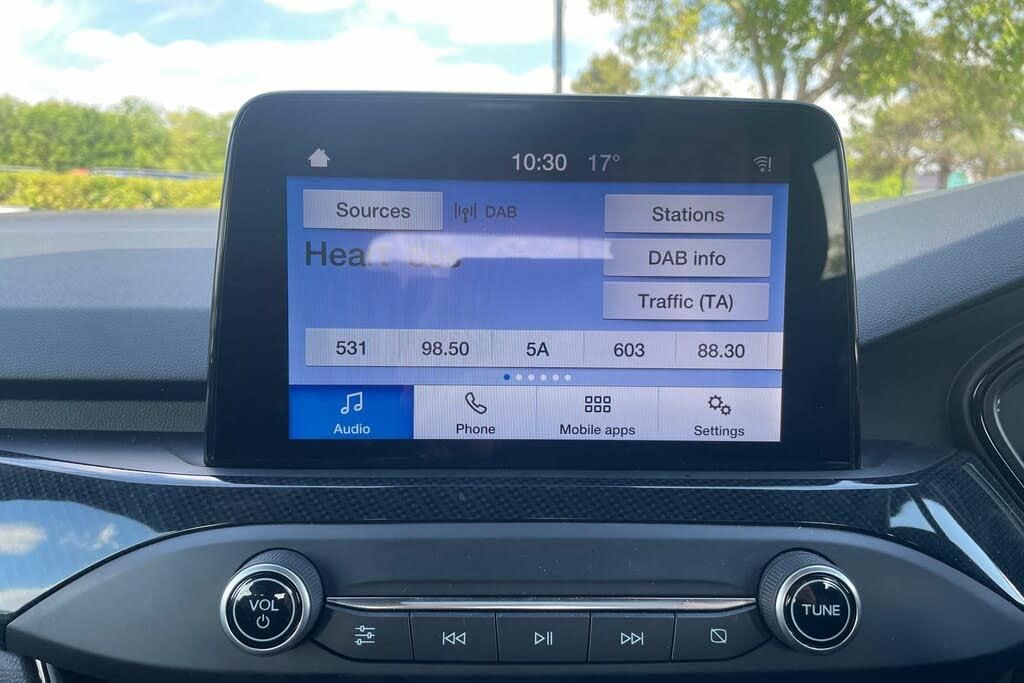 10:30 17°
Sources DAB Stations
Heart
DAB info
Traffic (TA)
531 98.50 5A 603 88.30
Audio Phone Mobile apps Settings
VOL TUNE